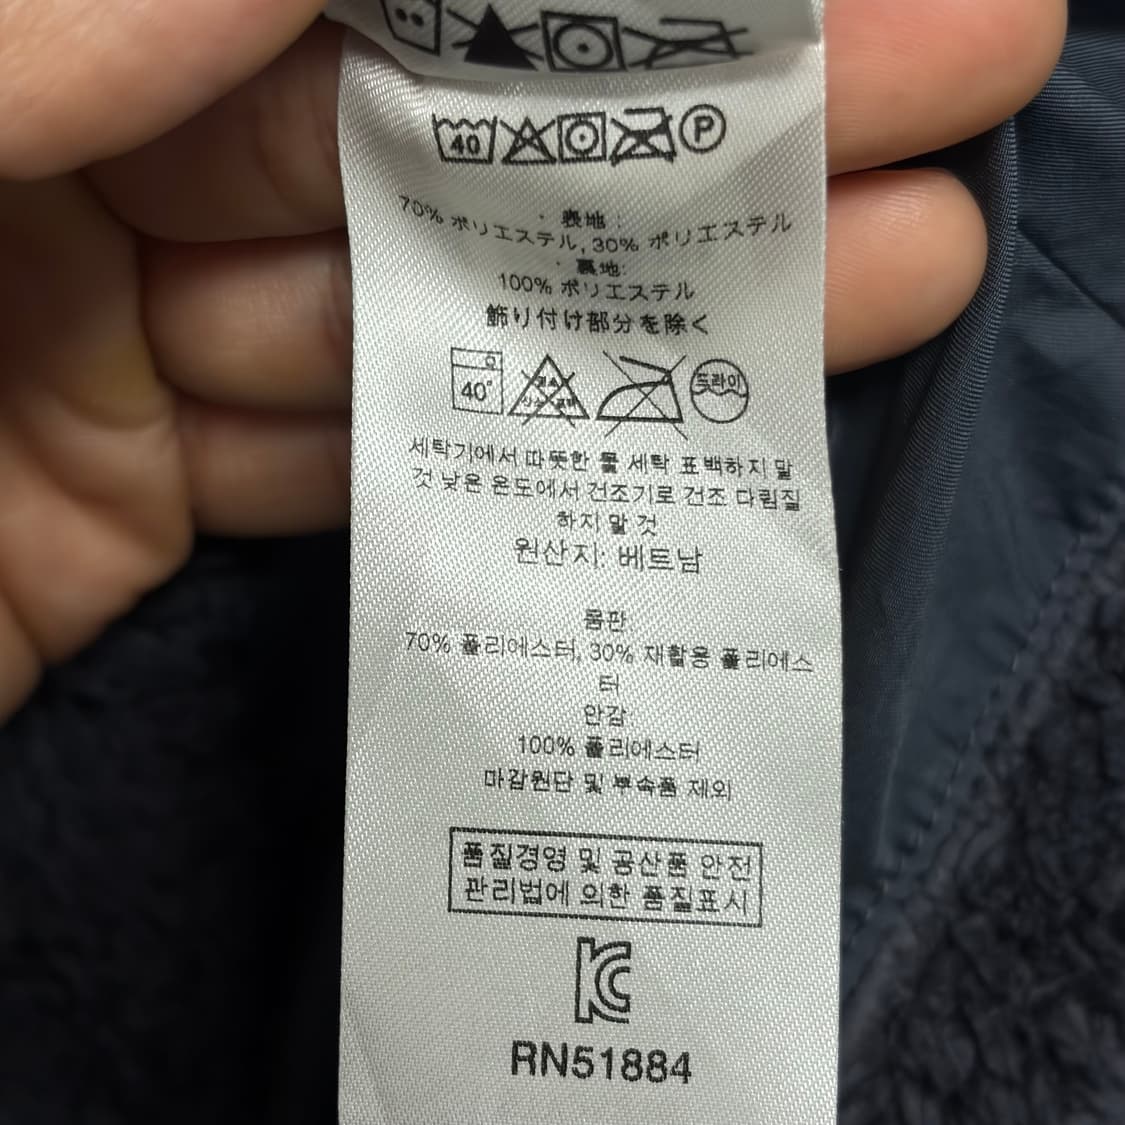 40
P
・表地:
70% ポリエステル, 30% ポリエステル
・裏地:
100% ポリエステル
飾り付け部分を除く
40°
드라이
세탁기에서 따뜻한 물 세탁 표백하지 말
것 낮은 온도에서 건조기로 건조 다림질
하지 말 것
원산지: 베트남
몸판
70% 폴리에스터, 30% 재활용 폴리에스
터
안감
100% 폴리에스터
마감원단 및 부속품 제외
품질경영 및 공산품 안전
관리법에 의한 품질표시
KC
RN51884